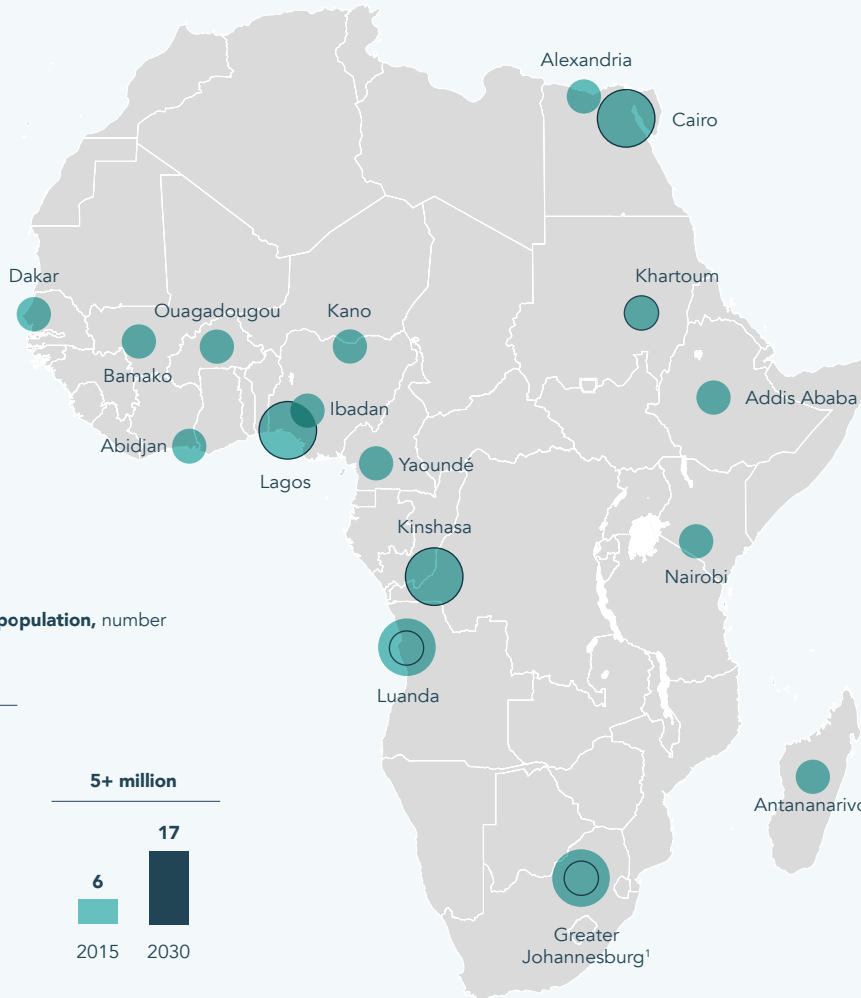 Alexandria
Cairo
Dakar
Khartoum
Ouagadougou
Kano
Bamako
Addis Ababa
Ibadan
Abidjan
Yaoundé
Lagos
Kinshasa
Nairobi
population, number
Luanda
5+ million
Antananarivo
17
6
2015
2030
Greater
Johannesburg¹